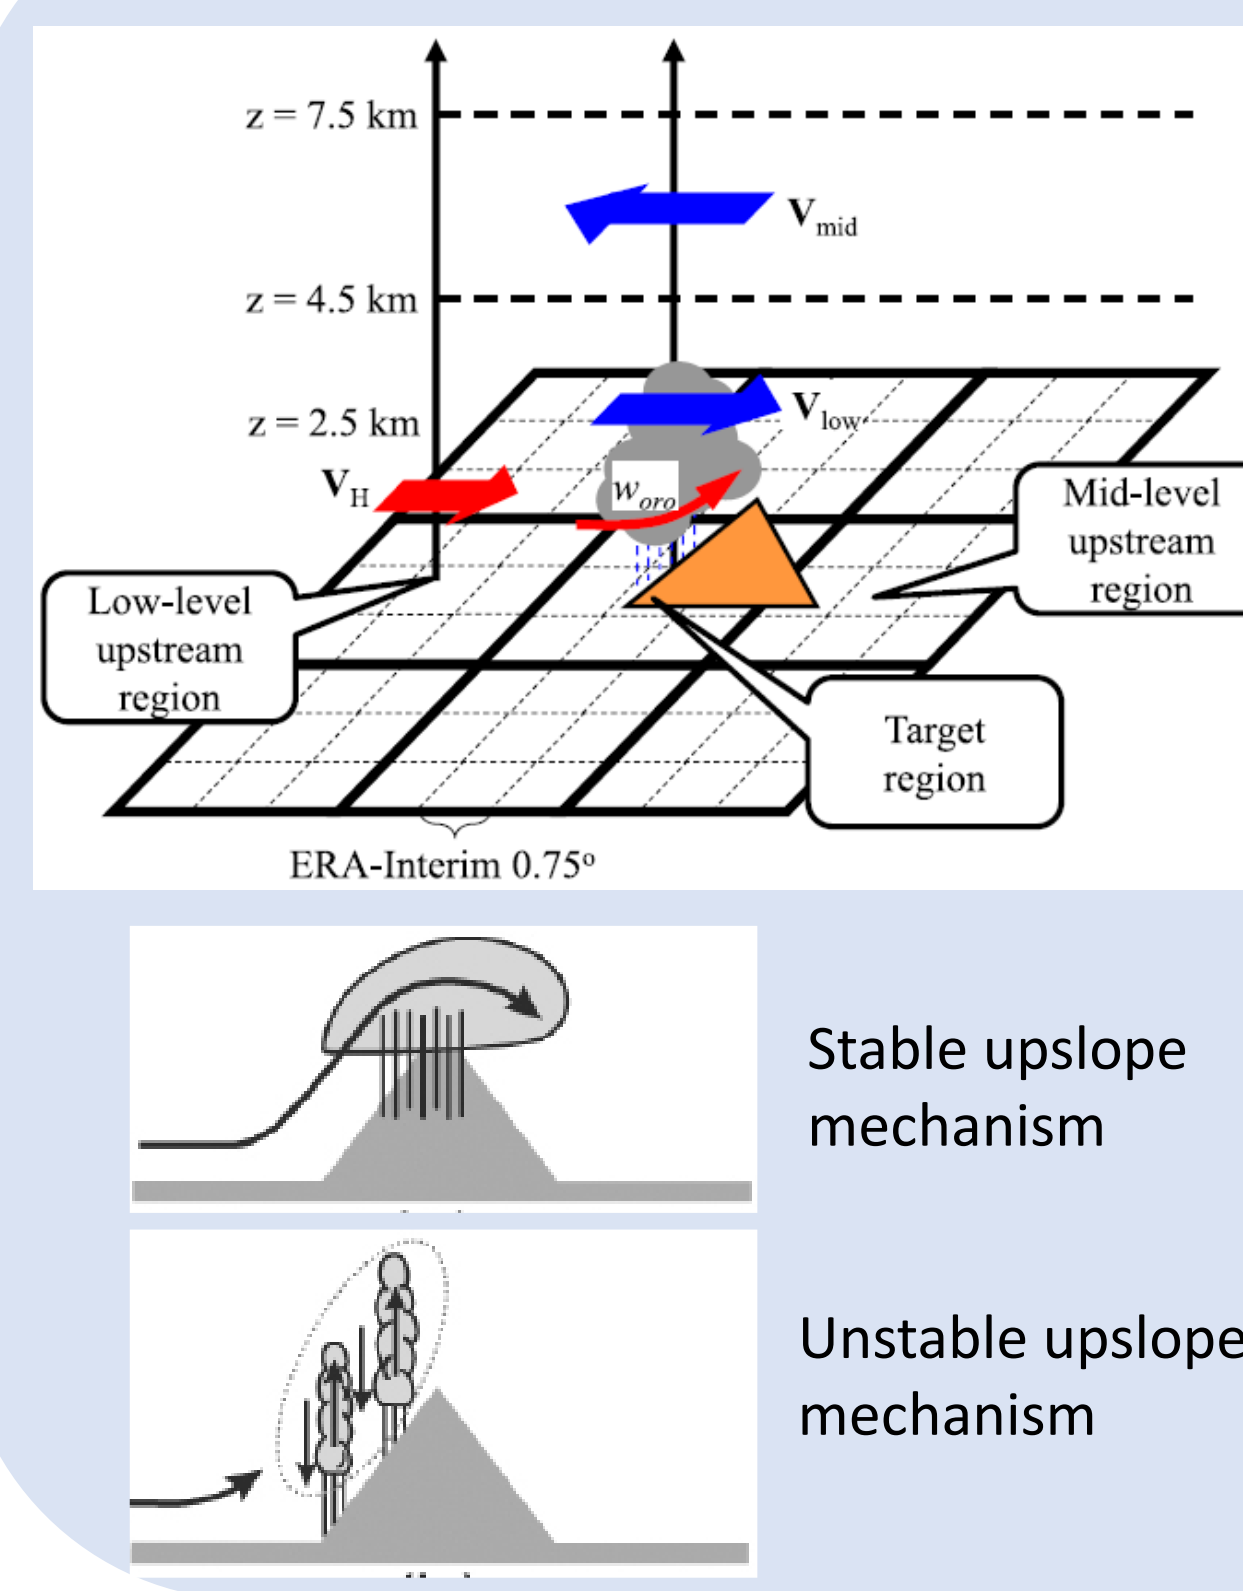 z = 7.5 km
V_mid
z = 4.5 km
z = 2.5 km
V_low
V_H
w_oro
Mid-level
upstream
region
Low-level
upstream
region
Target
region
ERA-Interim 0.75º
Stable upslope
mechanism
Unstable upslope
mechanism